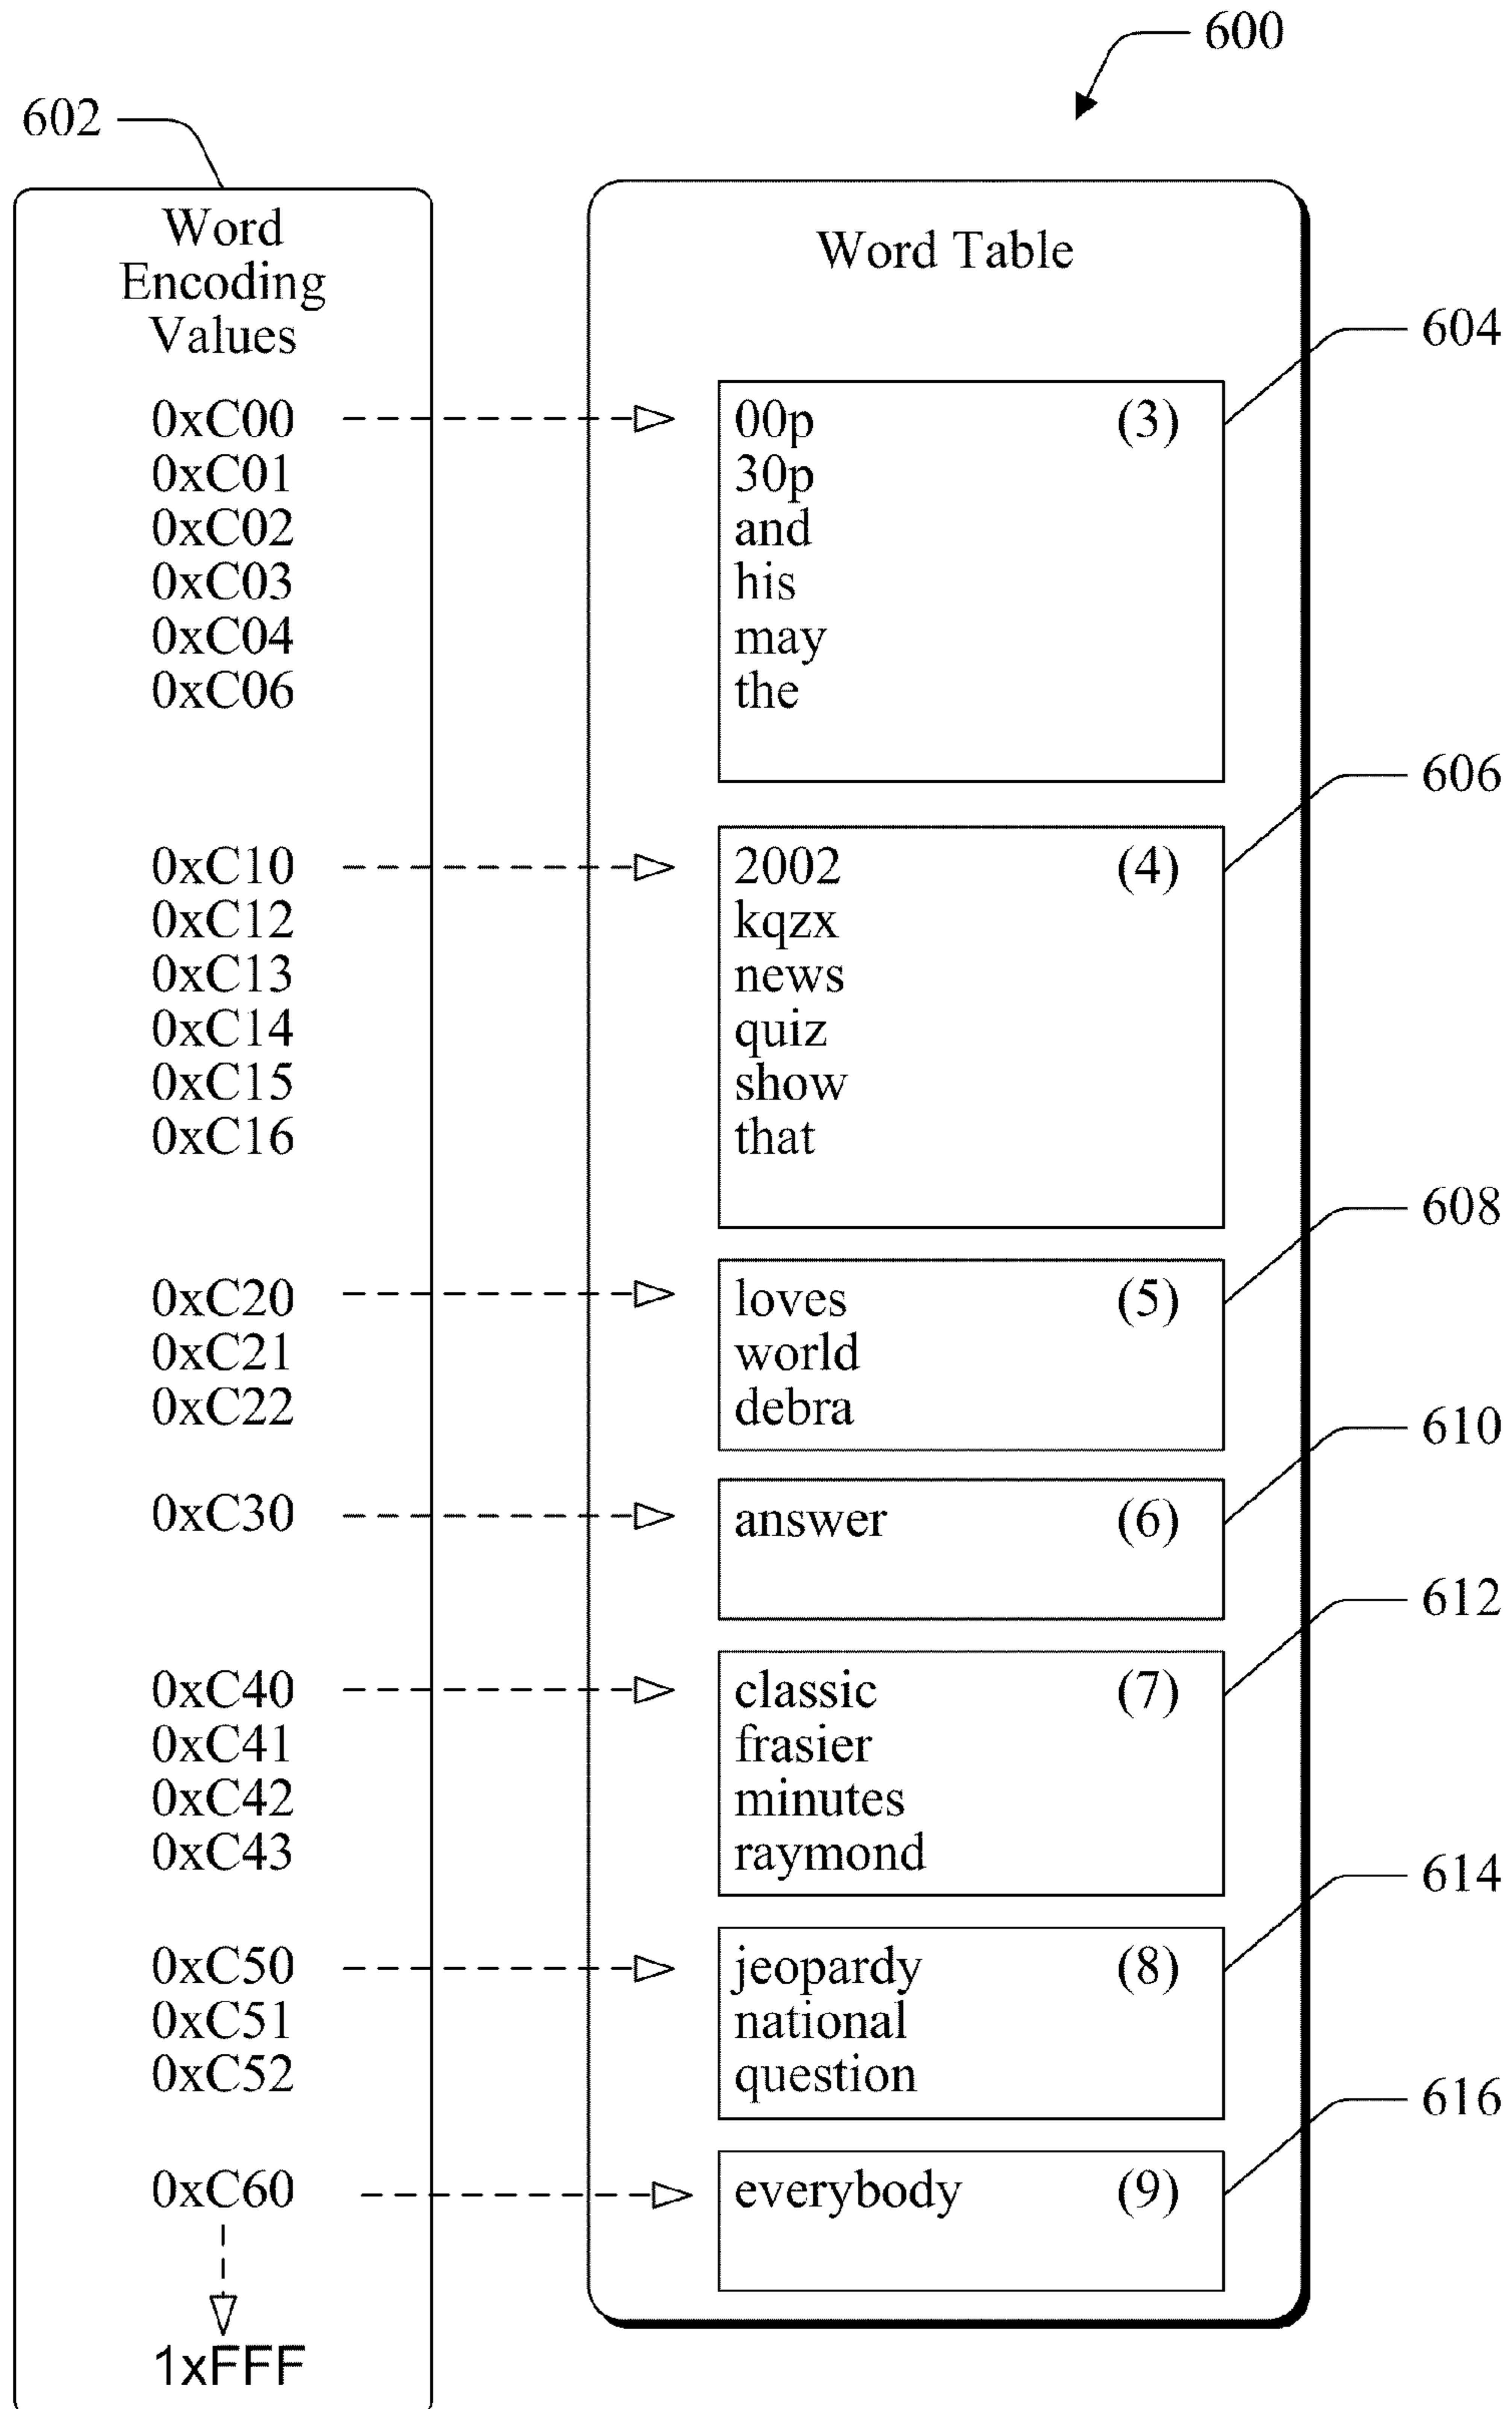 600
602
Word
Encoding
Values
Word Table
604
0xC00 00p (3)
0xC01 30p
0xC02 and
0xC03 his
0xC04 may
0xC06 the
606
0xC10 2002 (4)
0xC12 kqzx
0xC13 news
0xC14 quiz
0xC15 show
0xC16 that
608
0xC20 loves (5)
0xC21 world
0xC22 debra
610
0xC30 answer (6)
612
0xC40 classic (7)
0xC41 frasier
0xC42 minutes
0xC43 raymond
614
0xC50 jeopardy (8)
0xC51 national
0xC52 question
616
0xC60 everybody (9)
1xFFF